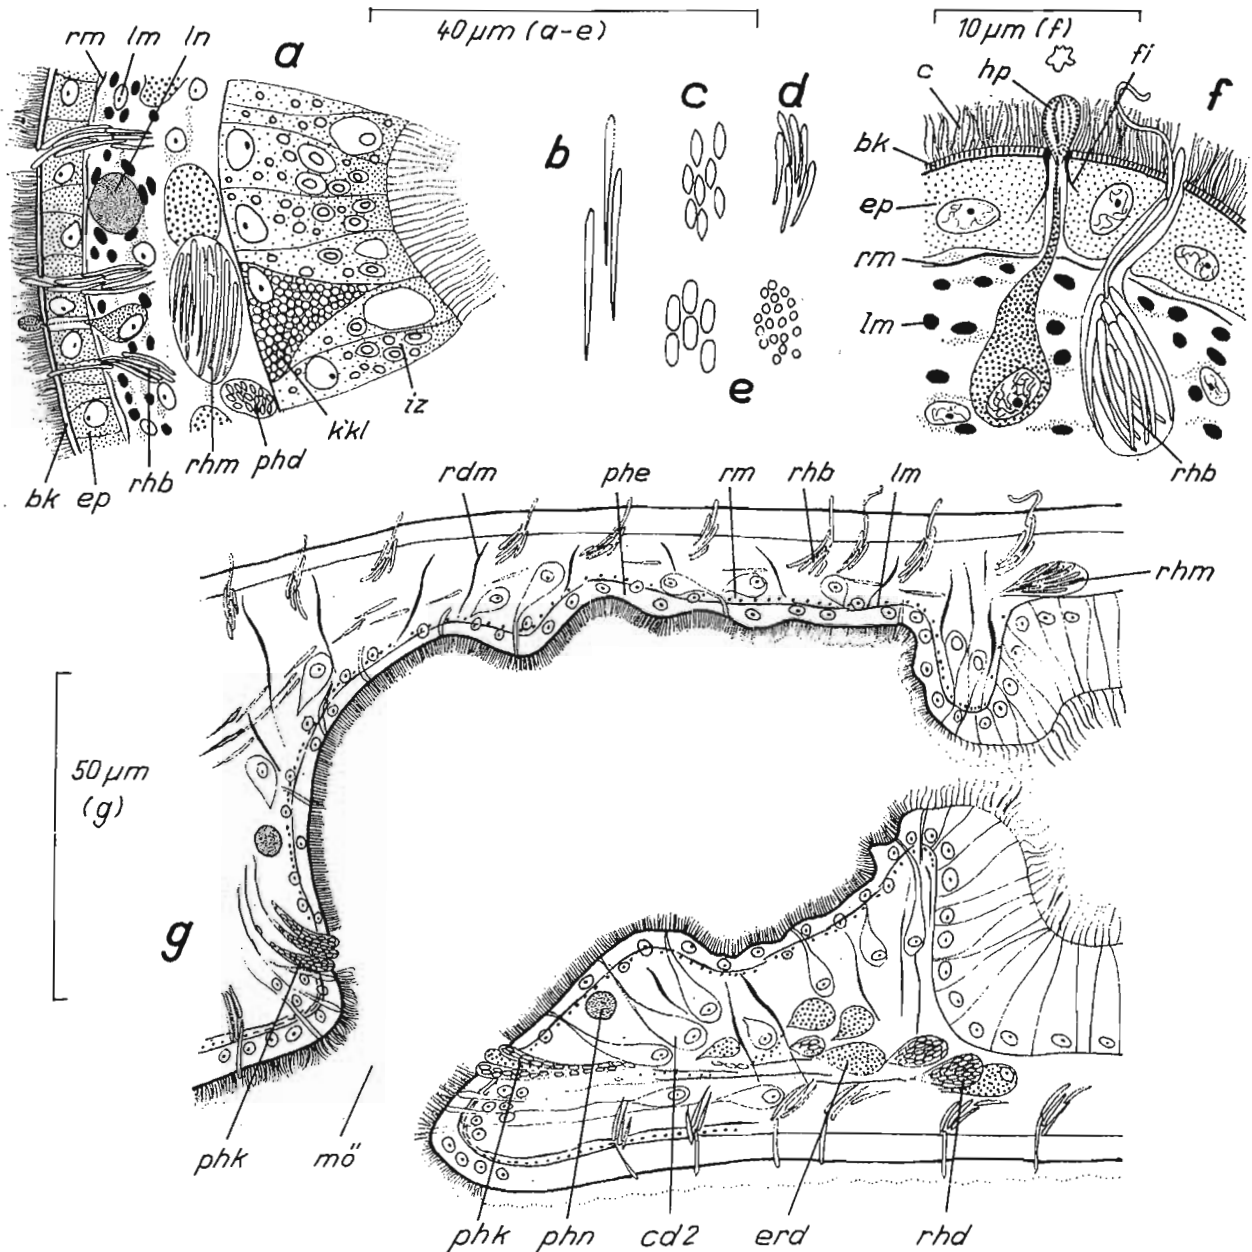 40 µm (a-e)
10 µm (f)
rm lm ln a
b
c d
e
c hp fi f
bk
ep
rm
lm
rhb
bk ep rhb rhm phd kkl iz
rdm phe rm rhb lm
rhm
50 µm
(g)
g
phk mö
phk phn cd2 erd rhd